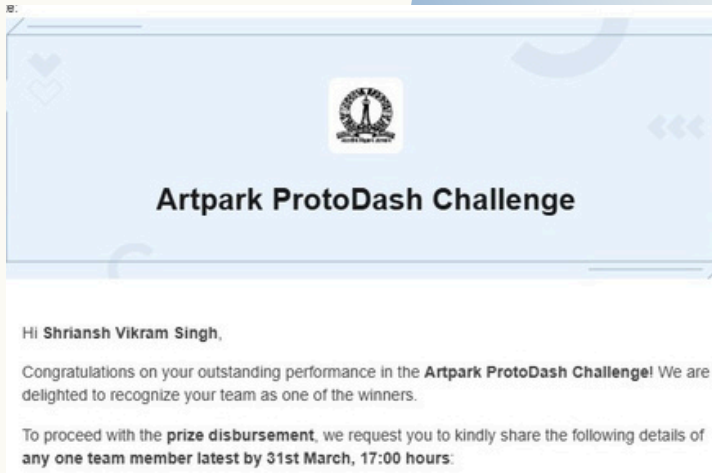 e:
Artpark ProtoDash Challenge
Hi Shriansh Vikram Singh,
Congratulations on your outstanding performance in the Artpark ProtoDash Challenge! We are
delighted to recognize your team as one of the winners.
To proceed with the prize disbursement, we request you to kindly share the following details of
any one team member latest by 31st March, 17:00 hours: